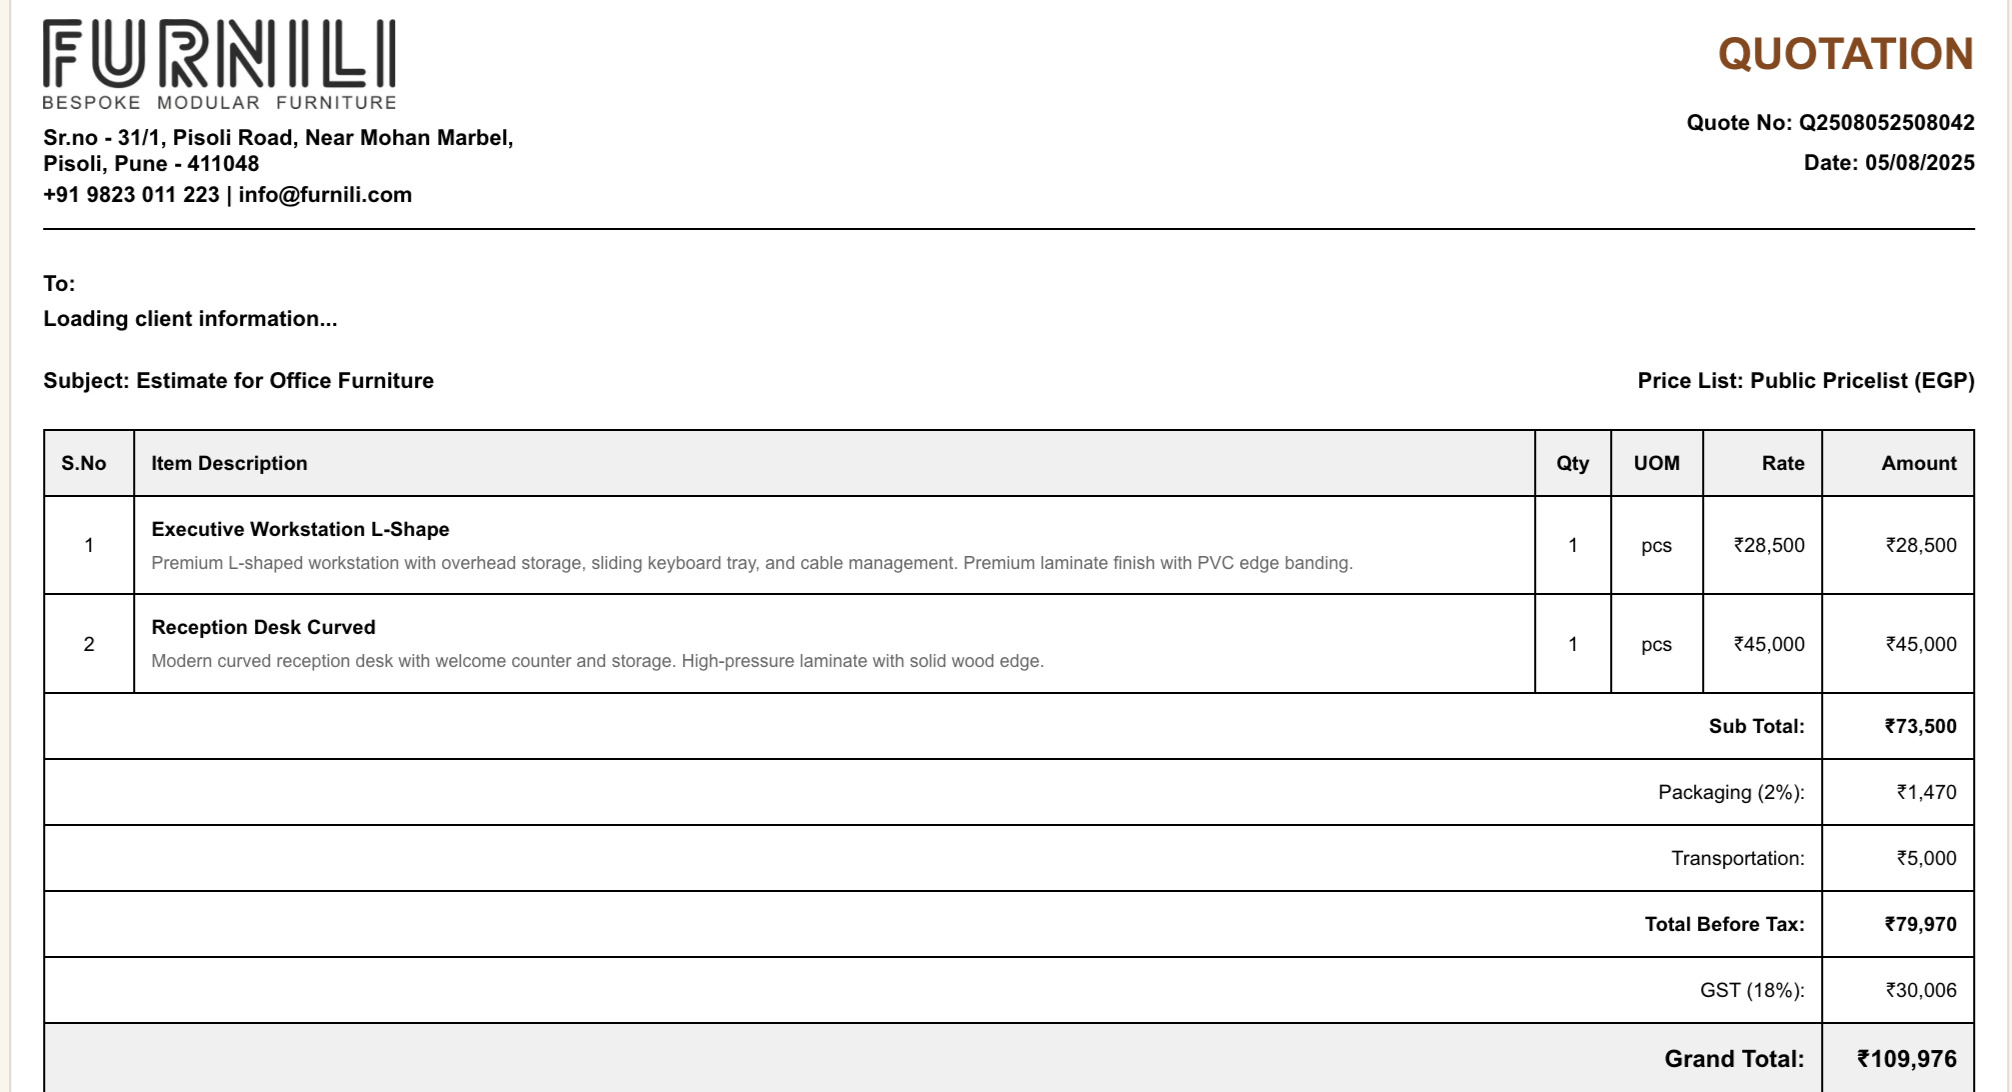 FURNILI
BESPOKE MODULAR FURNITURE
Sr.no - 31/1, Pisoli Road, Near Mohan Marbel,
Pisoli, Pune - 411048
+91 9823 011 223 | info@furnili.com
QUOTATION
Quote No: Q2508052508042
Date: 05/08/2025
To:
Loading client information...
Subject: Estimate for Office Furniture
Price List: Public Pricelist (EGP)
S.No Item Description Qty UOM Rate Amount
1 Executive Workstation L-Shape 1 pcs ₹28,500 ₹28,500
Premium L-shaped workstation with overhead storage, sliding keyboard tray, and cable management. Premium laminate finish with PVC edge banding.
2 Reception Desk Curved 1 pcs ₹45,000 ₹45,000
Modern curved reception desk with welcome counter and storage. High-pressure laminate with solid wood edge.
Sub Total: ₹73,500
Packaging (2%): ₹1,470
Transportation: ₹5,000
Total Before Tax: ₹79,970
GST (18%): ₹30,006
Grand Total: ₹109,976